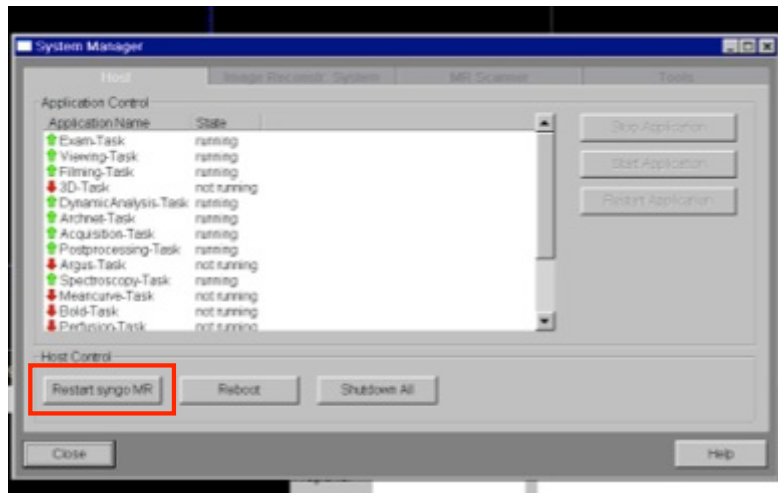 System Manager
Host Image Reconstr. System MR Scanner Tools
Application Control
Application Name State
Exam-Task running
Viewing-Task running
Filming-Task running
3D-Task not running
DynamicAnalysis-Task running
Archnet-Task running
Acquisition-Task running
Postprocessing-Task running
Argus-Task not running
Spectroscopy-Task running
Meancurve-Task not running
Bold-Task not running
Perfusion-Task not running
Stop Application
Start Application
Restart Application
Host Control
Restart syngo MR Reboot Shutdown All
Close Help